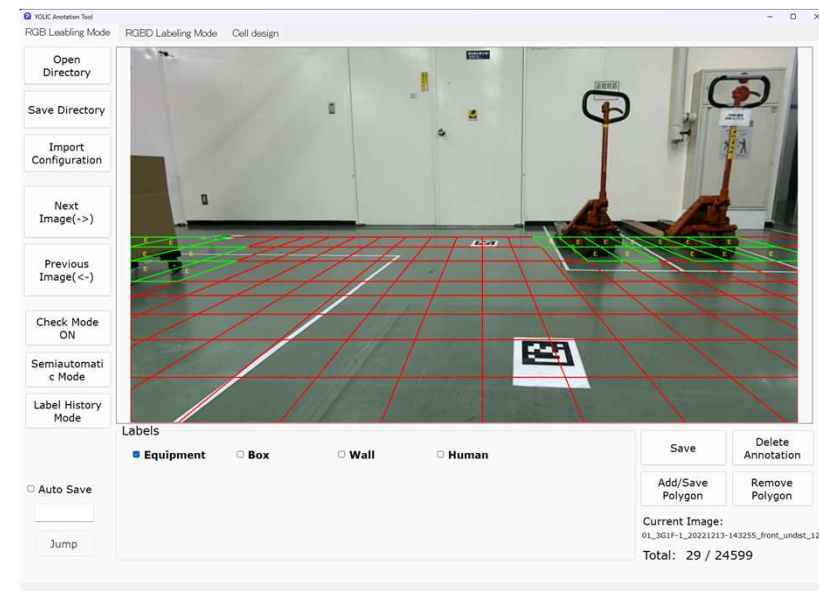 YOLIC Anotation Tool
RGB Leabling Mode
RGBD Labeling Mode
Cell design
Open
Directory
Save Directory
Import
Configuration
Next
Image(->)
Previous
Image(<-)
Check Mode
ON
Semiautomati
c Mode
Label History
Mode
Auto Save
Jump
E E
E E
E E
E E
E E E E E
E E
Labels
Equipment
Box
Wall
Human
Save
Delete
Annotation
Add/Save
Polygon
Remove
Polygon
Current Image:
01_3G1F-1_20221213-143255_front_undist_12
Total: 29 / 24599